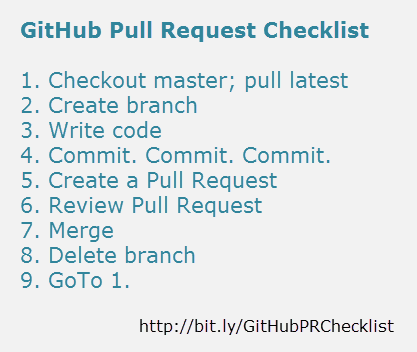 GitHub Pull Request Checklist
1. Checkout master; pull latest
2. Create branch
3. Write code
4. Commit. Commit. Commit.
5. Create a Pull Request
6. Review Pull Request
7. Merge
8. Delete branch
9. GoTo 1.
http://bit.ly/GitHubPRChecklist